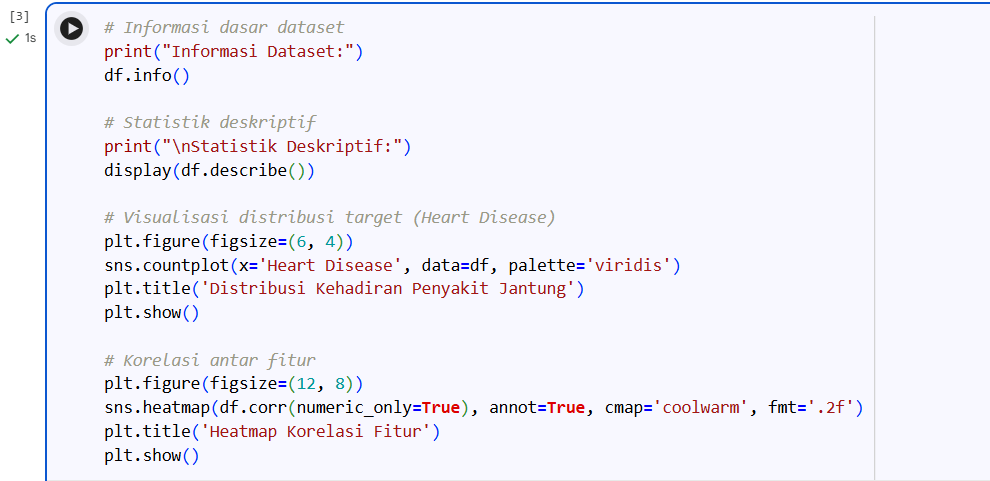 [3]
1s
# Informasi dasar dataset
print("Informasi Dataset:")
df.info()
# Statistik deskriptif
print("\nStatistik Deskriptif:")
display(df.describe())
# Visualisasi distribusi target (Heart Disease)
plt.figure(figsize=(6, 4))
sns.countplot(x='Heart Disease', data=df, palette='viridis')
plt.title('Distribusi Kehadiran Penyakit Jantung')
plt.show()
# Korelasi antar fitur
plt.figure(figsize=(12, 8))
sns.heatmap(df.corr(numeric_only=True), annot=True, cmap='coolwarm', fmt='.2f')
plt.title('Heatmap Korelasi Fitur')
plt.show()